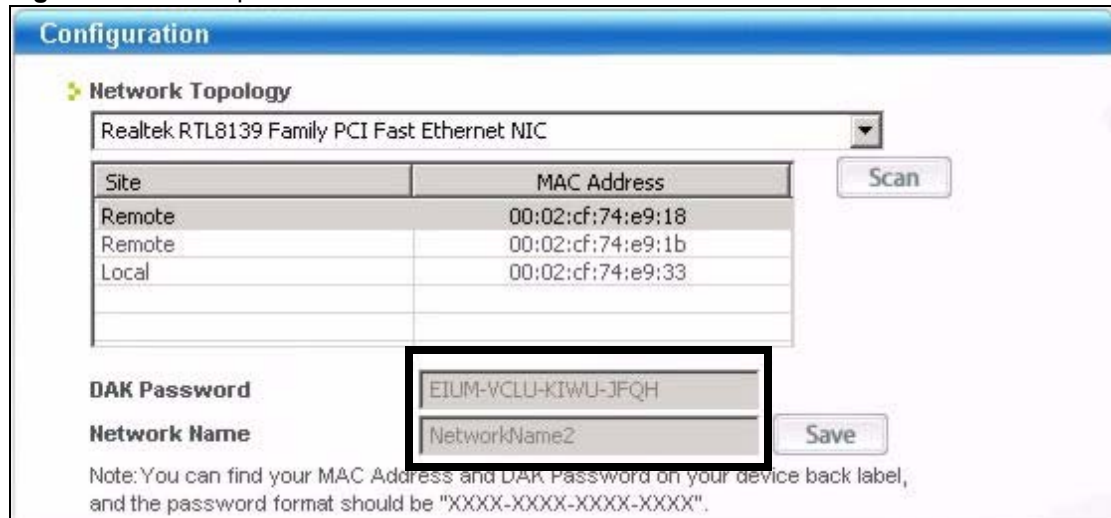 Configuration
Network Topology
Realtek RTL8139 Family PCI Fast Ethernet NIC
Site MAC Address Scan
Remote 00:02:cf:74:e9:18
Remote 00:02:cf:74:e9:1b
Local 00:02:cf:74:e9:33
DAK Password EIUM-VCLU-KIWU-JFQH
Network Name NetworkName2 Save
Note:You can find your MAC Address and DAK Password on your device back label,
and the password format should be "XXXX-XXXX-XXXX-XXXX".